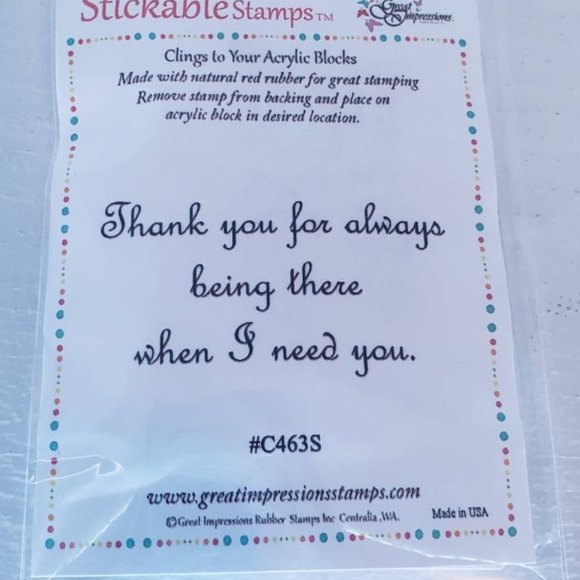 StickableStamps™
Great Impressions
Clings to Your Acrylic Blocks
Made with natural red rubber for great stamping
Remove stamp from backing and place on
acrylic block in desired location.
Thank you for always
being there
when I need you.
#C463S
www.greatimpressionsstamps.com
©Great Impressions Rubber Stamps Inc Centralia ,WA.
Made in USA